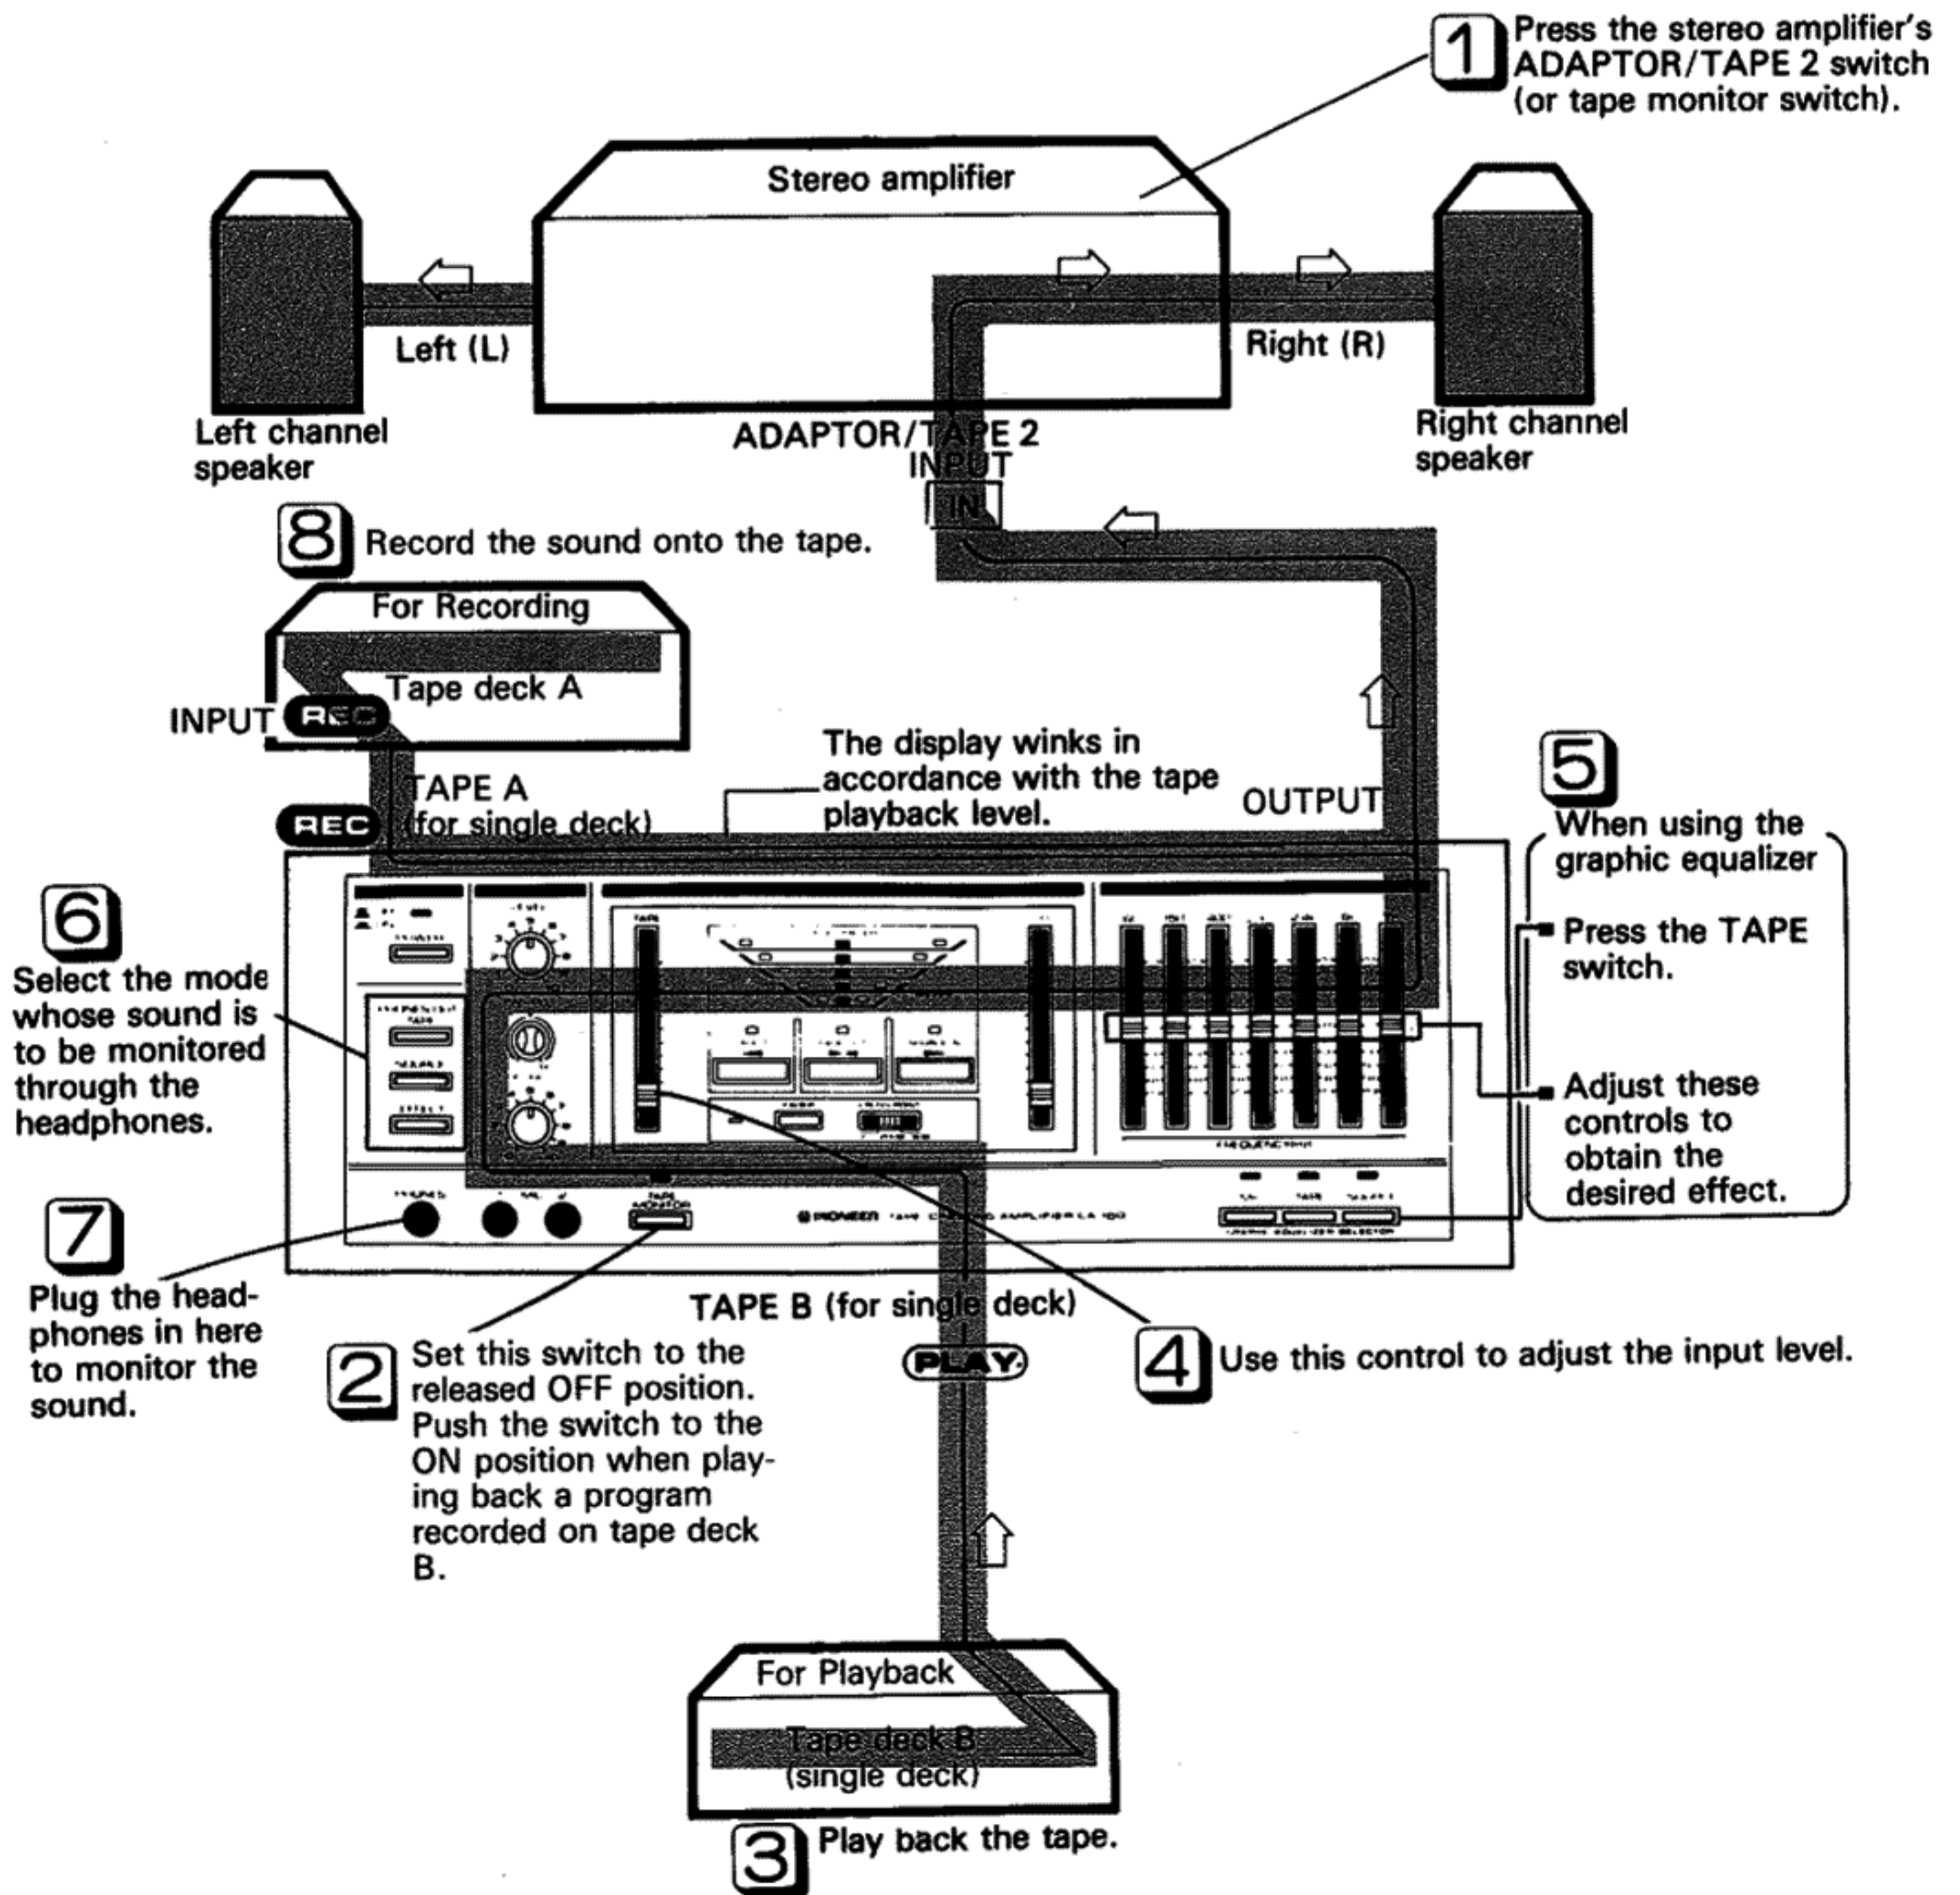 1
Press the stereo amplifier's
ADAPTOR/TAPE 2 switch
(or tape monitor switch).
Stereo amplifier
Left (L)
Right (R)
Left channel
speaker
ADAPTOR/TAPE 2
INPUT
IN
Right channel
speaker
8
Record the sound onto the tape.
For Recording
Tape deck A
INPUT
REC
TAPE A
(for single deck)
REC
The display winks in
accordance with the tape
playback level.
OUTPUT
5
When using the
graphic equalizer
Press the TAPE
switch.
Adjust these
controls to
obtain the
desired effect.
6
Select the mode
whose sound is
to be monitored
through the
headphones.
TAPE
EFFECT
PHONES
TAPE
MONITOR
PIONEER
TAPE
7
Plug the head-
phones in here
to monitor the
sound.
TAPE B (for single deck)
PLAY
2
Set this switch to the
released OFF position.
Push the switch to the
ON position when play-
ing back a program
recorded on tape deck
B.
4
Use this control to adjust the input level.
For Playback
Tape deck B
(single deck)
3
Play back the tape.